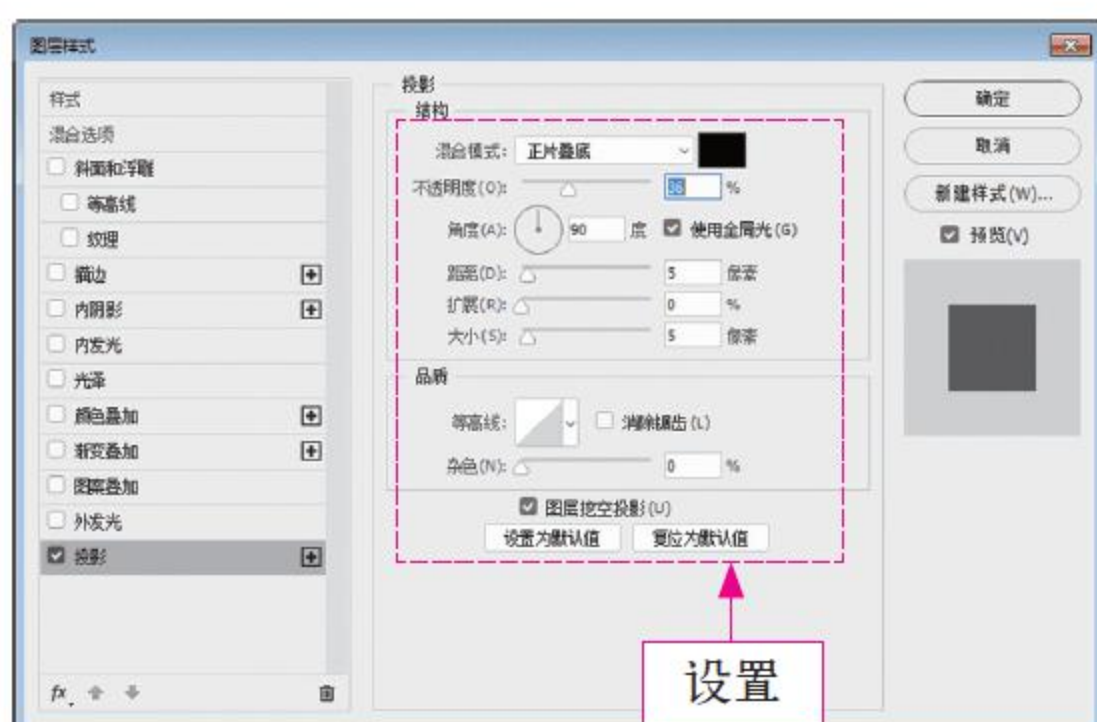 图层样式
样式
混合选项
斜面和浮雕
等高线
纹理
描边
内阴影
内发光
光泽
颜色叠加
渐变叠加
图案叠加
外发光
投影
fx
投影
结构
混合模式: 正片叠底
不透明度(O): %
角度(A): 90 度 使用全局光(G)
距离(D): 5 像素
扩展(R): 0 %
大小(S): 5 像素
品质
等高线: 消除锯齿(L)
杂色(N): 0 %
图层挖空投影(U)
设置为默认值 复位为默认值
确定
取消
新建样式(W)...
预览(V)
设置